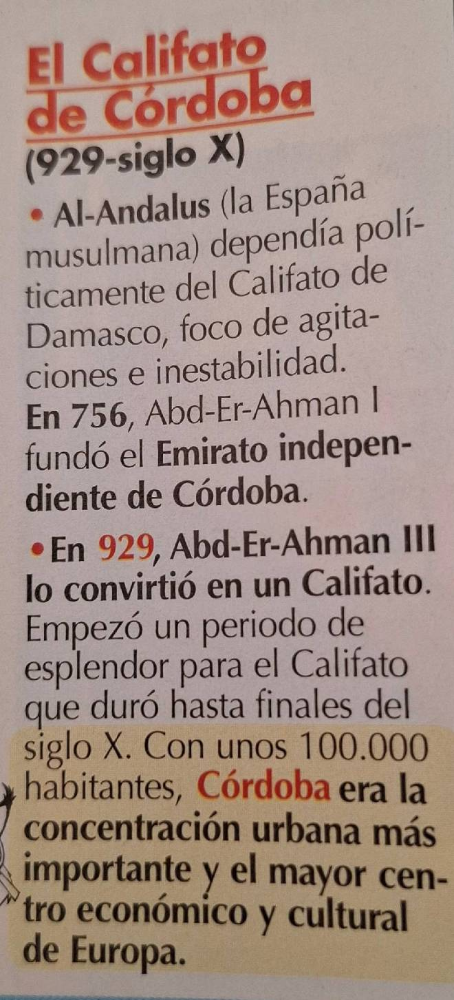 El Califato
de Córdoba
(929-siglo X)
• Al-Andalus (la España
musulmana) dependía polí-
ticamente del Califato de
Damasco, foco de agita-
ciones e inestabilidad.
En 756, Abd-Er-Ahman I
fundó el Emirato indepen-
diente de Córdoba.
• En 929, Abd-Er-Ahman III
lo convirtió en un Califato.
Empezó un periodo de
esplendor para el Califato
que duró hasta finales del
siglo X. Con unos 100.000
habitantes, Córdoba era la
concentración urbana más
importante y el mayor cen-
tro económico y cultural
de Europa.